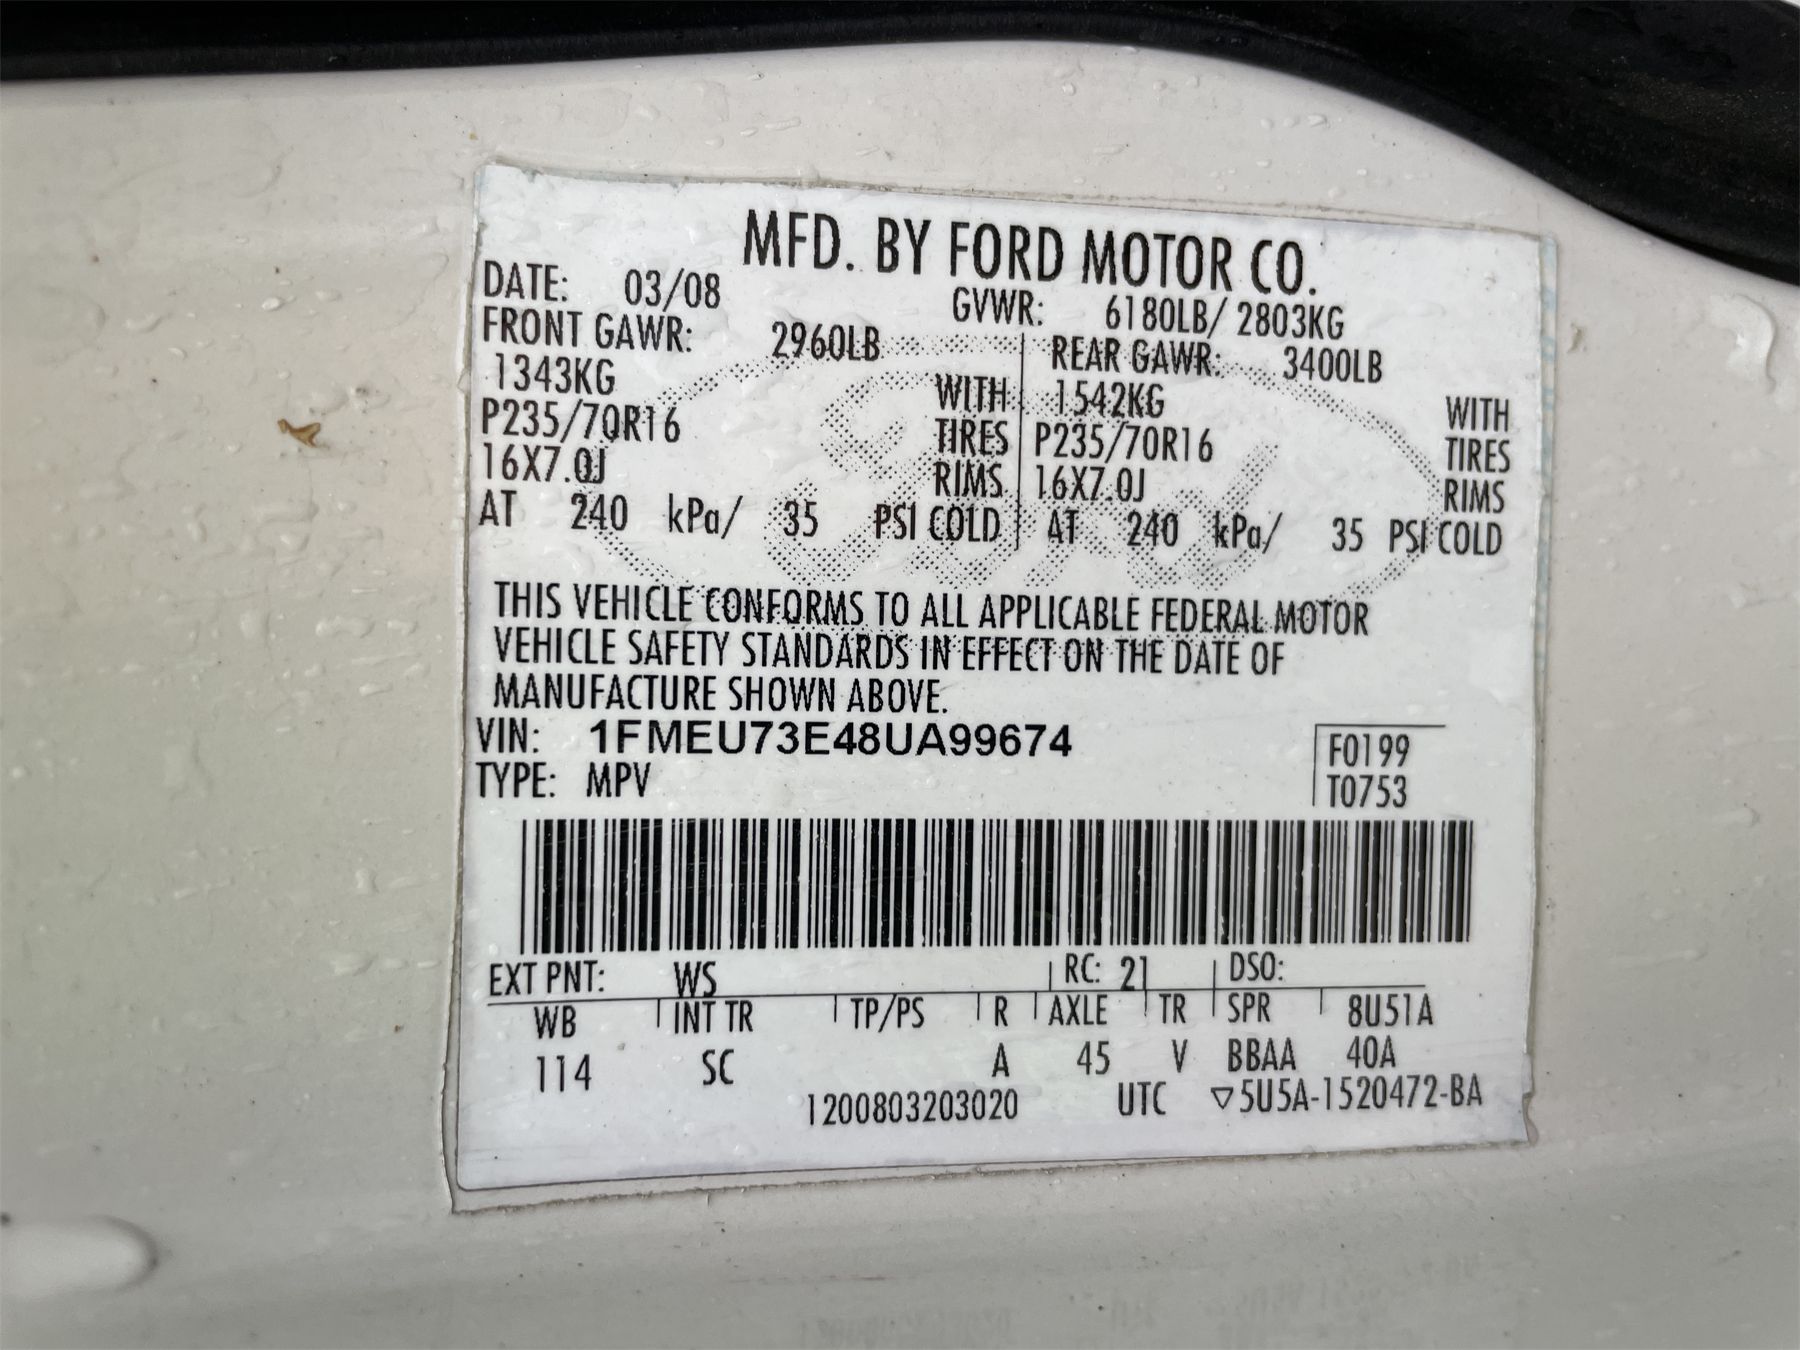 MFD. BY FORD MOTOR CO.
DATE: 03/08
GVWR: 6180LB/ 2803KG
FRONT GAWR: 2960LB
1343KG WITH
P235/70R16 TIRES
16X7.0J RIMS
AT 240 kPa/ 35 PSI COLD
REAR GAWR: 3400LB
1542KG WITH
P235/70R16 TIRES
16X7.0J RIMS
AT 240 kPa/ 35 PSI COLD
THIS VEHICLE CONFORMS TO ALL APPLICABLE FEDERAL MOTOR
VEHICLE SAFETY STANDARDS IN EFFECT ON THE DATE OF
MANUFACTURE SHOWN ABOVE.
VIN: 1FMEU73E48UA99674
TYPE: MPV
F0199
T0753
EXT PNT: WS RC: 21 DSO:
WB INT TR TP/PS R AXLE TR SPR 8U51A
114 SC A 45 V BBAA 40A
1200803203020 UTC ▽5U5A-1520472-BA